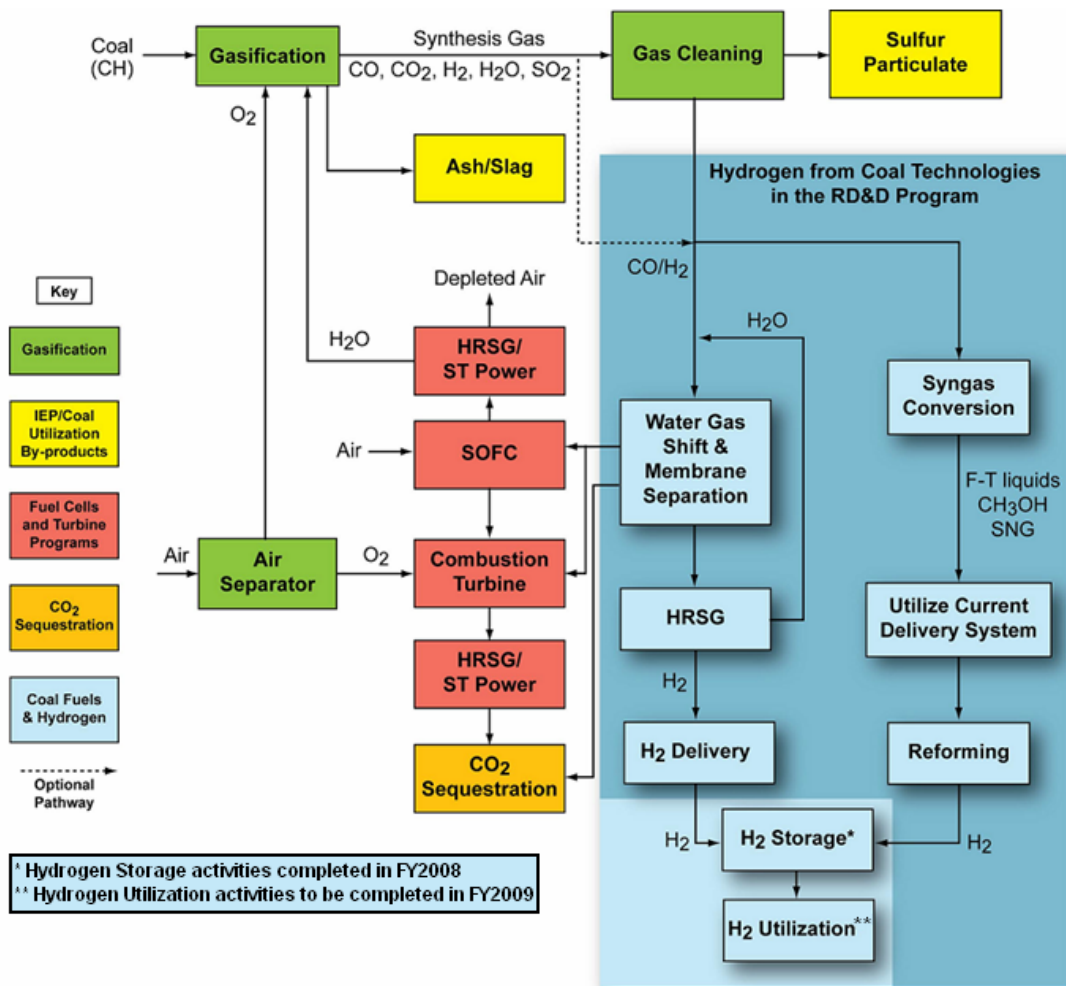 Coal
(CH)
Gasification
Synthesis Gas
CO, CO₂, H₂, H₂O, SO₂
Gas Cleaning
Sulfur
Particulate
O₂
Ash/Slag
Hydrogen from Coal Technologies
in the RD&D Program
CO/H₂
Depleted Air
Key
H₂O
HRSG/
ST Power
H₂O
Gasification
Syngas
Conversion
IEP/Coal
Utilization
By-products
Air
SOFC
Water Gas
Shift &
Membrane
Separation
F-T liquids
CH₃OH
SNG
Fuel Cells
and Turbine
Programs
Air
Air
Separator
O₂
Combustion
Turbine
HRSG
Utilize Current
Delivery System
CO₂
Sequestration
HRSG/
ST Power
H₂
Coal Fuels
& Hydrogen
H₂ Delivery
Reforming
CO₂
Sequestration
Optional
Pathway
H₂
H₂ Storage*
H₂
* Hydrogen Storage activities completed in FY2008
** Hydrogen Utilization activities to be completed in FY2009
H₂ Utilization**